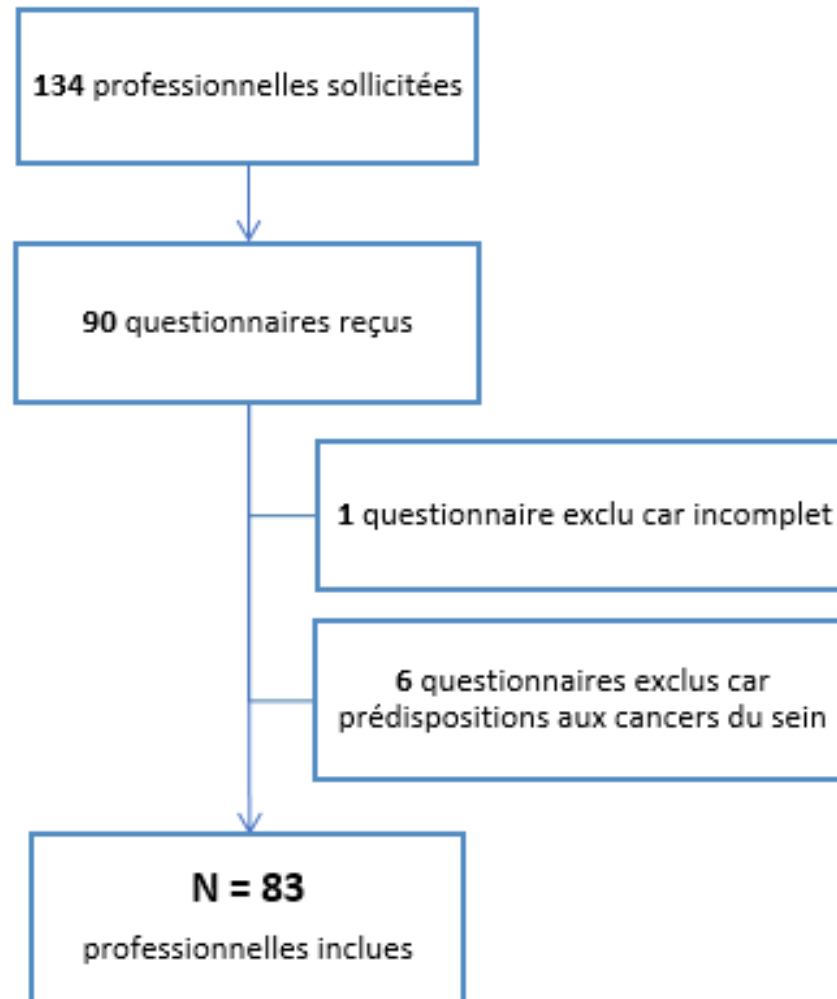 134 professionnelles sollicitées
90 questionnaires reçus
1 questionnaire exclu car incomplet
6 questionnaires exclus car
prédispositions aux cancers du sein
N = 83
professionnelles inclues